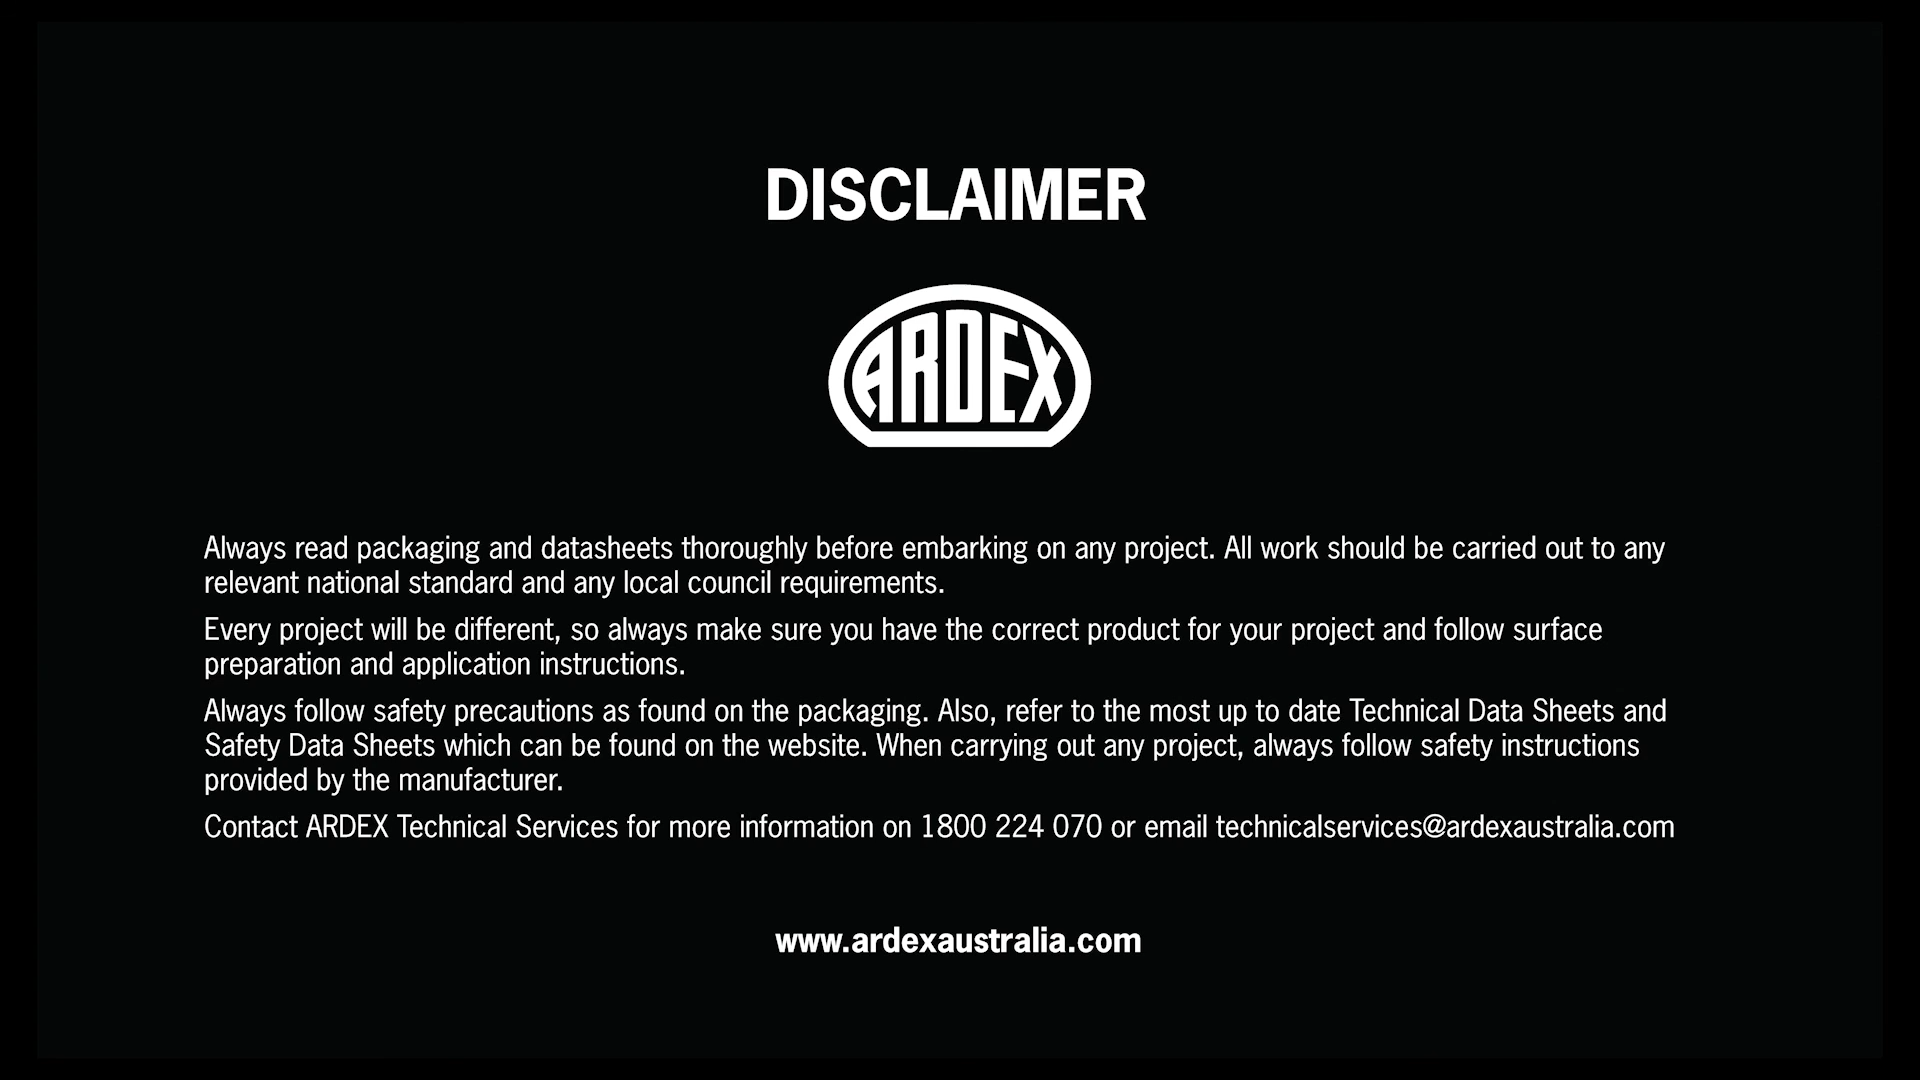 DISCLAIMER
ARDEX
Always read packaging and datasheets thoroughly before embarking on any project. All work should be carried out to any
relevant national standard and any local council requirements.
Every project will be different, so always make sure you have the correct product for your project and follow surface
preparation and application instructions.
Always follow safety precautions as found on the packaging. Also, refer to the most up to date Technical Data Sheets and
Safety Data Sheets which can be found on the website. When carrying out any project, always follow safety instructions
provided by the manufacturer.
Contact ARDEX Technical Services for more information on 1800 224 070 or email technicalservices@ardexaustralia.com
www.ardexaustralia.com